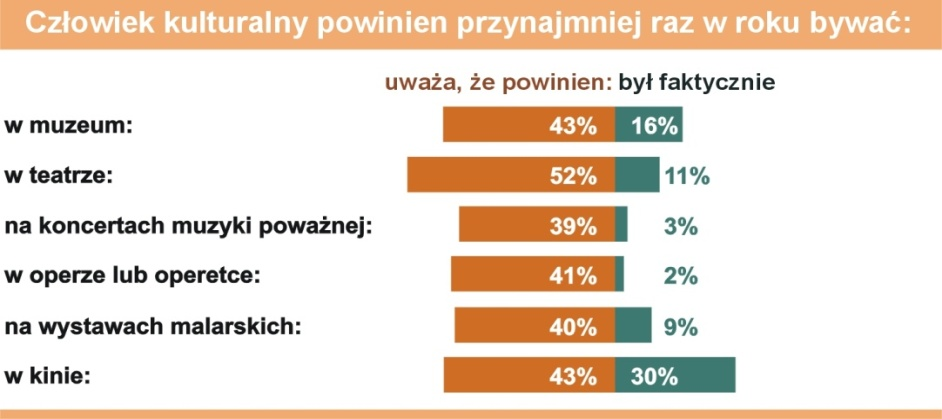 Człowiek kulturalny powinien przynajmniej raz w roku bywać:
uważa, że powinien: był faktycznie
w muzeum: 43% 16%
w teatrze: 52% 11%
na koncertach muzyki poważnej: 39% 3%
w operze lub operetce: 41% 2%
na wystawach malarskich: 40% 9%
w kinie: 43% 30%